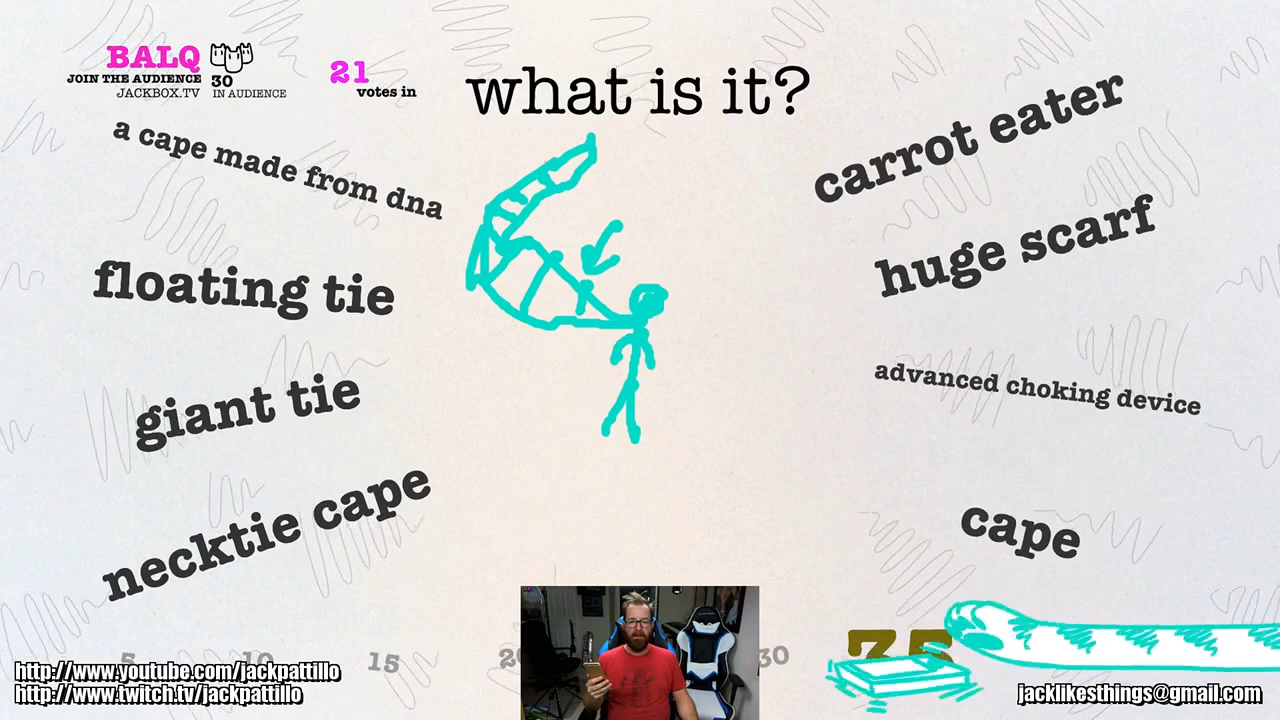 BALQ
JOIN THE AUDIENCE
JACKBOX.TV
30
IN AUDIENCE
21
votes in
what is it?
a cape made from dna
floating tie
giant tie
necktie cape
carrot eater
huge scarf
advanced choking device
cape
5
10
15
30
http://www.youtube.com/jackpattillo
http://www.twitch.tv/jackpattillo
jacklikesthings@gmail.com